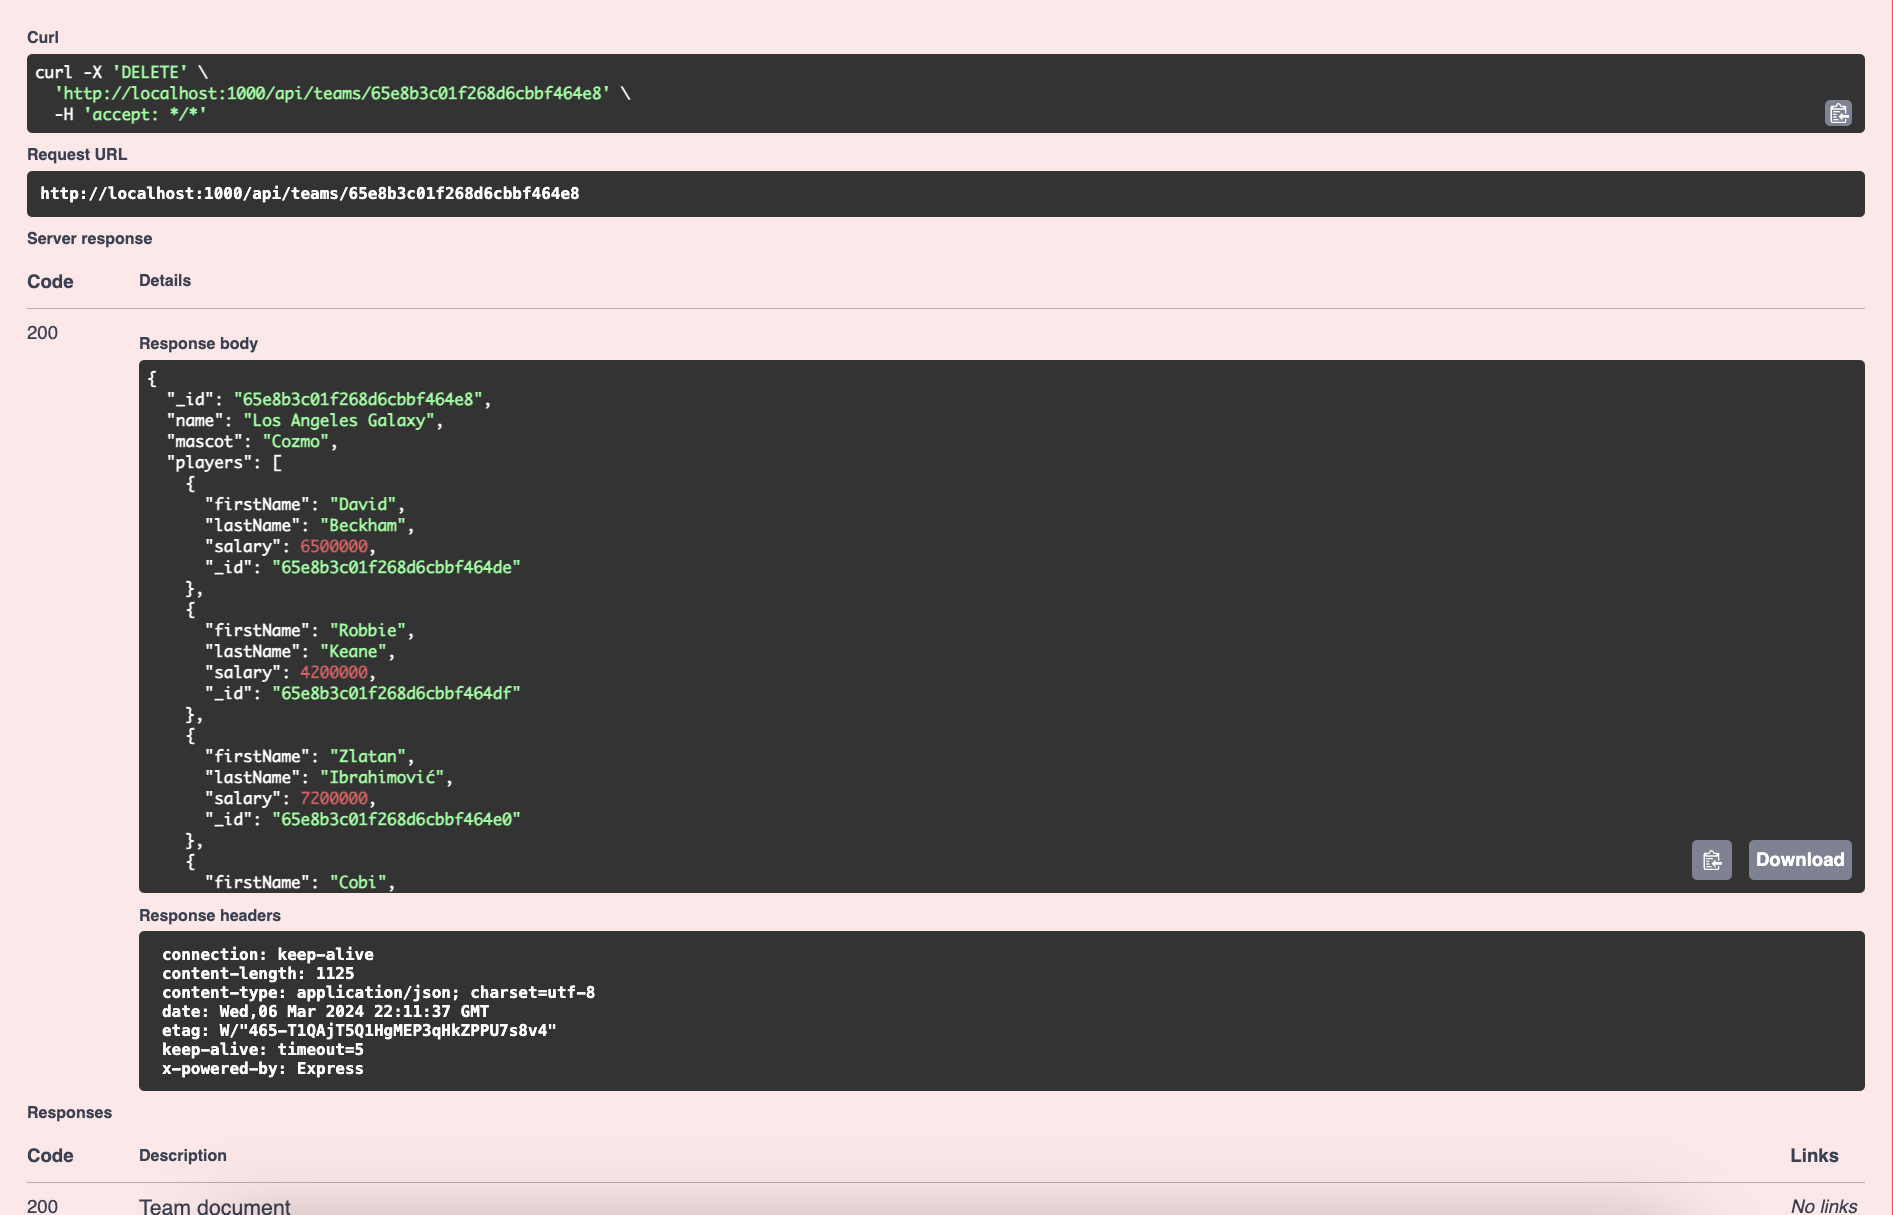 Curl
curl -X 'DELETE' \
  'http://localhost:1000/api/teams/65e8b3c01f268d6cbbf464e8' \
  -H 'accept: */*'
Request URL
http://localhost:1000/api/teams/65e8b3c01f268d6cbbf464e8
Server response
Code Details
200
Response body
{
  "_id": "65e8b3c01f268d6cbbf464e8",
  "name": "Los Angeles Galaxy",
  "mascot": "Cozmo",
  "players": [
    {
      "firstName": "David",
      "lastName": "Beckham",
      "salary": 6500000,
      "_id": "65e8b3c01f268d6cbbf464de"
    },
    {
      "firstName": "Robbie",
      "lastName": "Keane",
      "salary": 4200000,
      "_id": "65e8b3c01f268d6cbbf464df"
    },
    {
      "firstName": "Zlatan",
      "lastName": "Ibrahimović",
      "salary": 7200000,
      "_id": "65e8b3c01f268d6cbbf464e0"
    },
    {
      "firstName": "Cobi",
Download
Response headers
connection: keep-alive
content-length: 1125
content-type: application/json; charset=utf-8
date: Wed,06 Mar 2024 22:11:37 GMT
etag: W/"465-T1QAjT5Q1HgMEP3qHkZPPU7s8v4"
keep-alive: timeout=5
x-powered-by: Express
Responses
Code Description Links
200 Team document No links